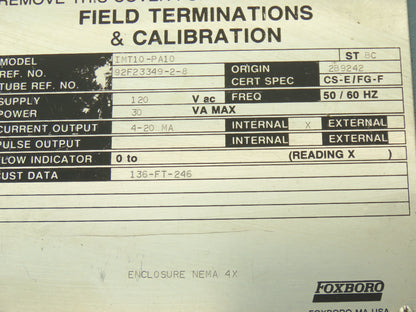 REMOVE THIS COVER
FIELD TERMINATIONS
& CALIBRATION
MODEL IMT10-PA10 ST BC
REF. NO. 92F23349-2-8 ORIGIN 2B9242
TUBE REF. NO. CERT SPEC CS-E/FG-F
SUPPLY 120 V ac FREQ 50 / 60 HZ
POWER 30 VA MAX
CURRENT OUTPUT 4-20 MA INTERNAL X EXTERNAL
PULSE OUTPUT INTERNAL EXTERNAL
FLOW INDICATOR 0 to (READING X )
CUST DATA 136-FT-246
ENCLOSURE NEMA 4X
FOXBORO
FOXBORO MA USA